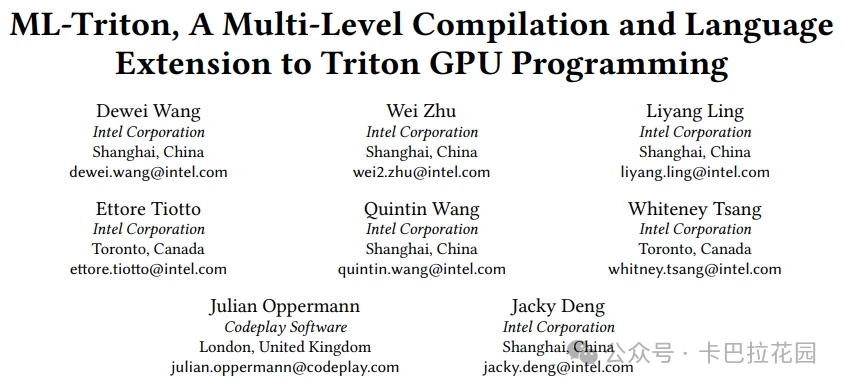 ML-Triton, A Multi-Level Compilation and Language
Extension to Triton GPU Programming
Dewei Wang
Intel Corporation
Shanghai, China
dewei.wang@intel.com
Wei Zhu
Intel Corporation
Shanghai, China
wei2.zhu@intel.com
Liyang Ling
Intel Corporation
Shanghai, China
liyang.ling@intel.com
Ettore Tiotto
Intel Corporation
Toronto, Canada
ettore.tiotto@intel.com
Quintin Wang
Intel Corporation
Shanghai, China
quintin.wang@intel.com
Whiteney Tsang
Intel Corporation
Toronto, Canada
whitney.tsang@intel.com
Julian Oppermann
Codeplay Software
London, United Kingdom
julian.oppermann@codeplay.com
Jacky Deng
Intel Corporation
Shanghai, China
jacky.deng@intel.com
公众号 · 卡巴拉花园